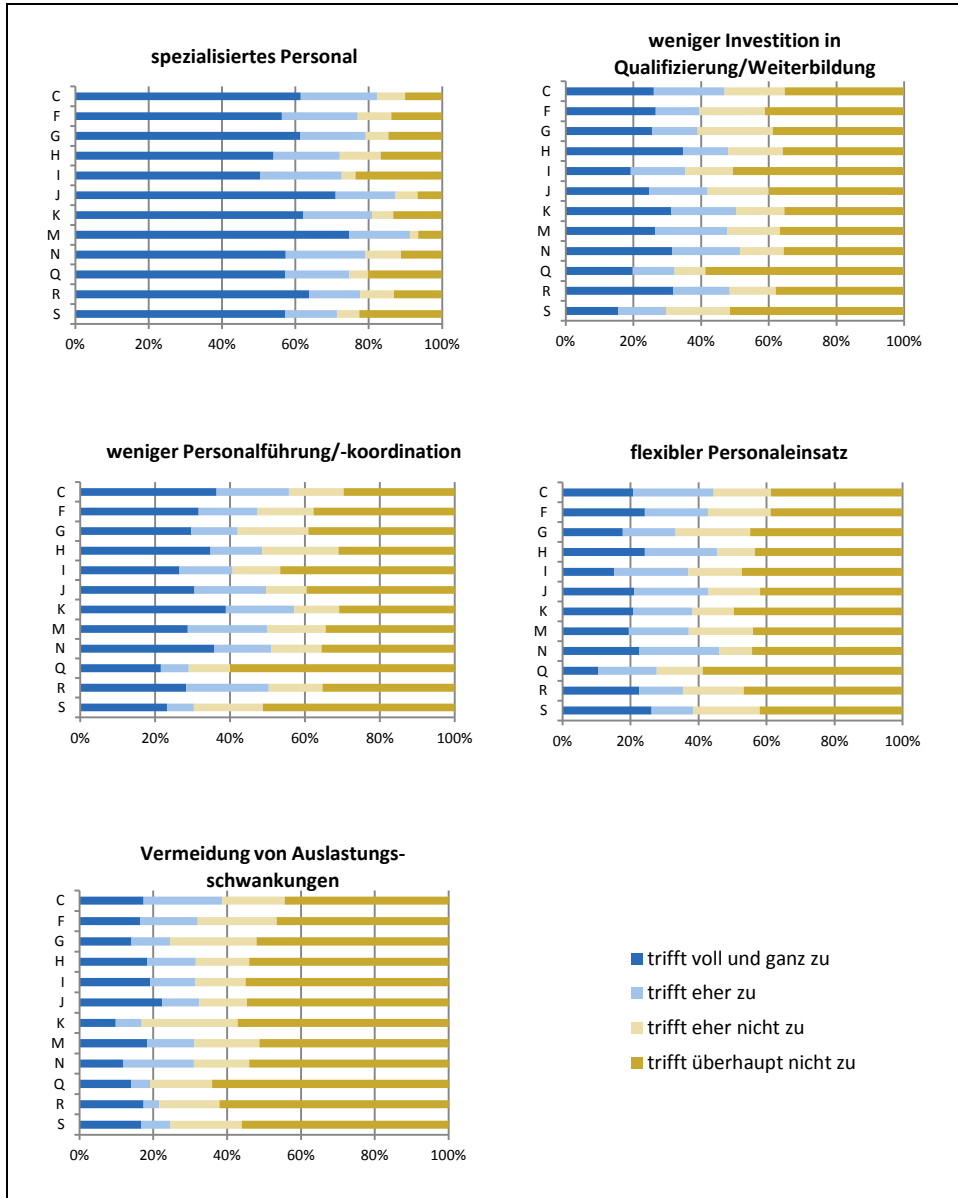 spezialisiertes Personal
C
F
G
H
I
J
K
M
N
Q
R
S
0% 20% 40% 60% 80% 100%
weniger Investition in
Qualifizierung/Weiterbildung
C
F
G
H
I
J
K
M
N
Q
R
S
0% 20% 40% 60% 80% 100%
weniger Personalführung/-koordination
C
F
G
H
I
J
K
M
N
Q
R
S
0% 20% 40% 60% 80% 100%
flexibler Personaleinsatz
C
F
G
H
I
J
K
M
N
Q
R
S
0% 20% 40% 60% 80% 100%
Vermeidung von Auslastungs-
schwankungen
C
F
G
H
I
J
K
M
N
Q
R
S
0% 20% 40% 60% 80% 100%
trifft voll und ganz zu
trifft eher zu
trifft eher nicht zu
trifft überhaupt nicht zu